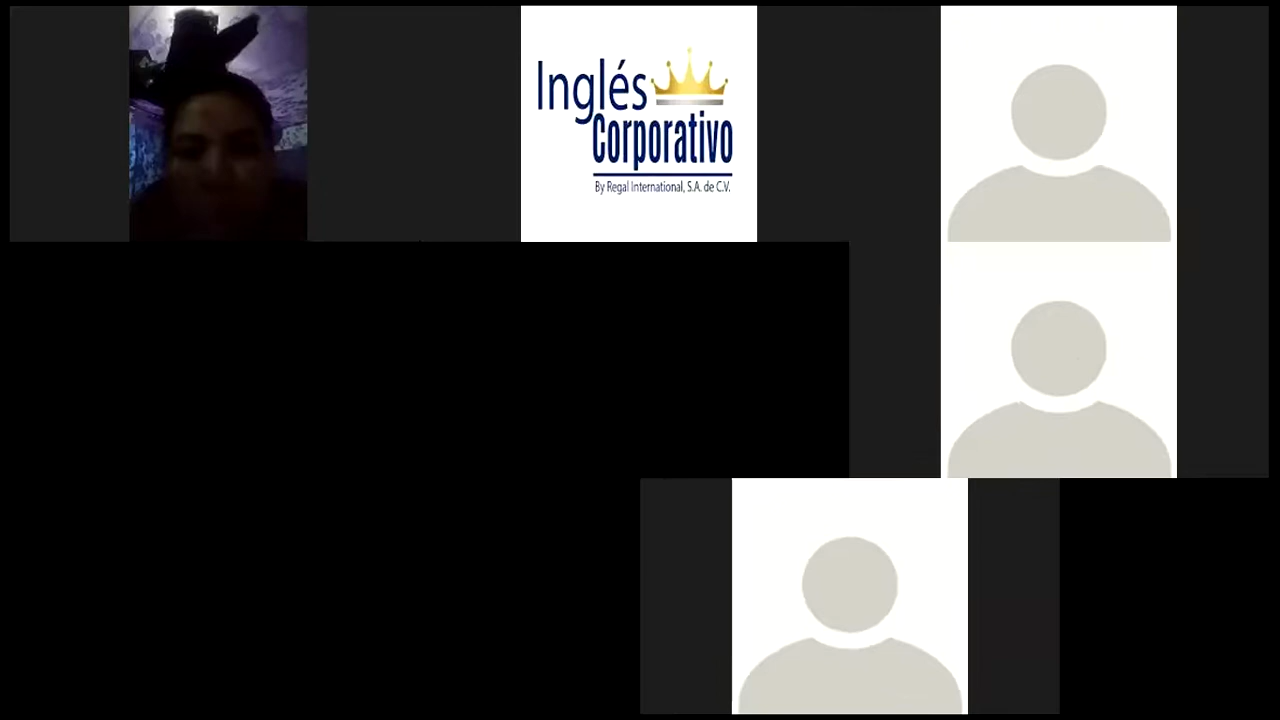 Inglés
Corporativo
By Regal International, S.A. de C.V.